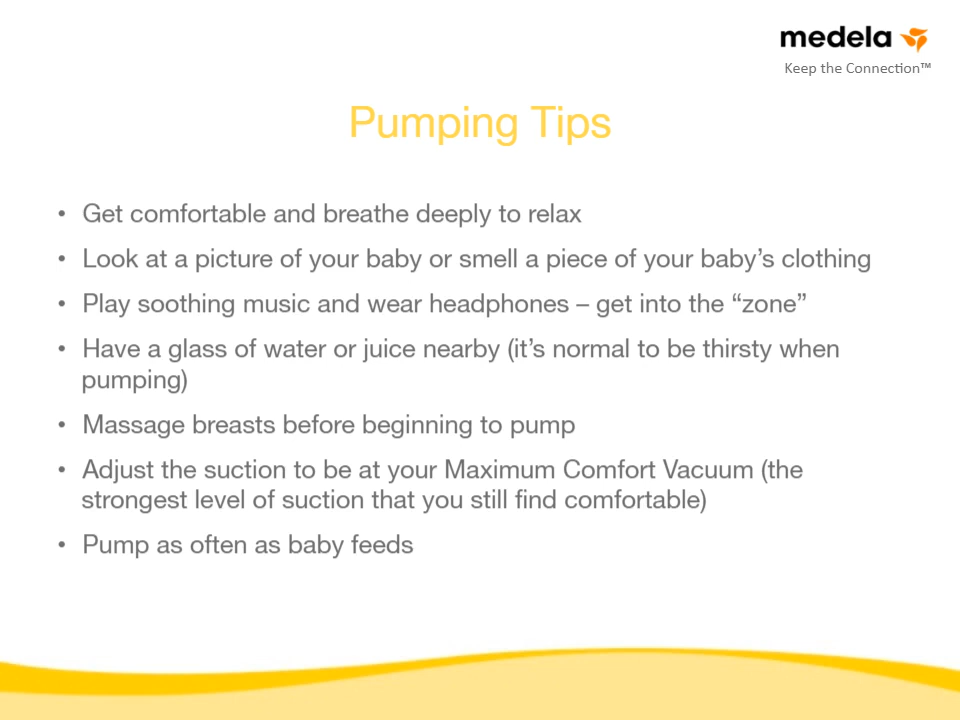 medela
Keep the Connection™
Pumping Tips
• Get comfortable and breathe deeply to relax
• Look at a picture of your baby or smell a piece of your baby’s clothing
• Play soothing music and wear headphones – get into the “zone”
• Have a glass of water or juice nearby (it’s normal to be thirsty when
pumping)
• Massage breasts before beginning to pump
• Adjust the suction to be at your Maximum Comfort Vacuum (the
strongest level of suction that you still find comfortable)
• Pump as often as baby feeds